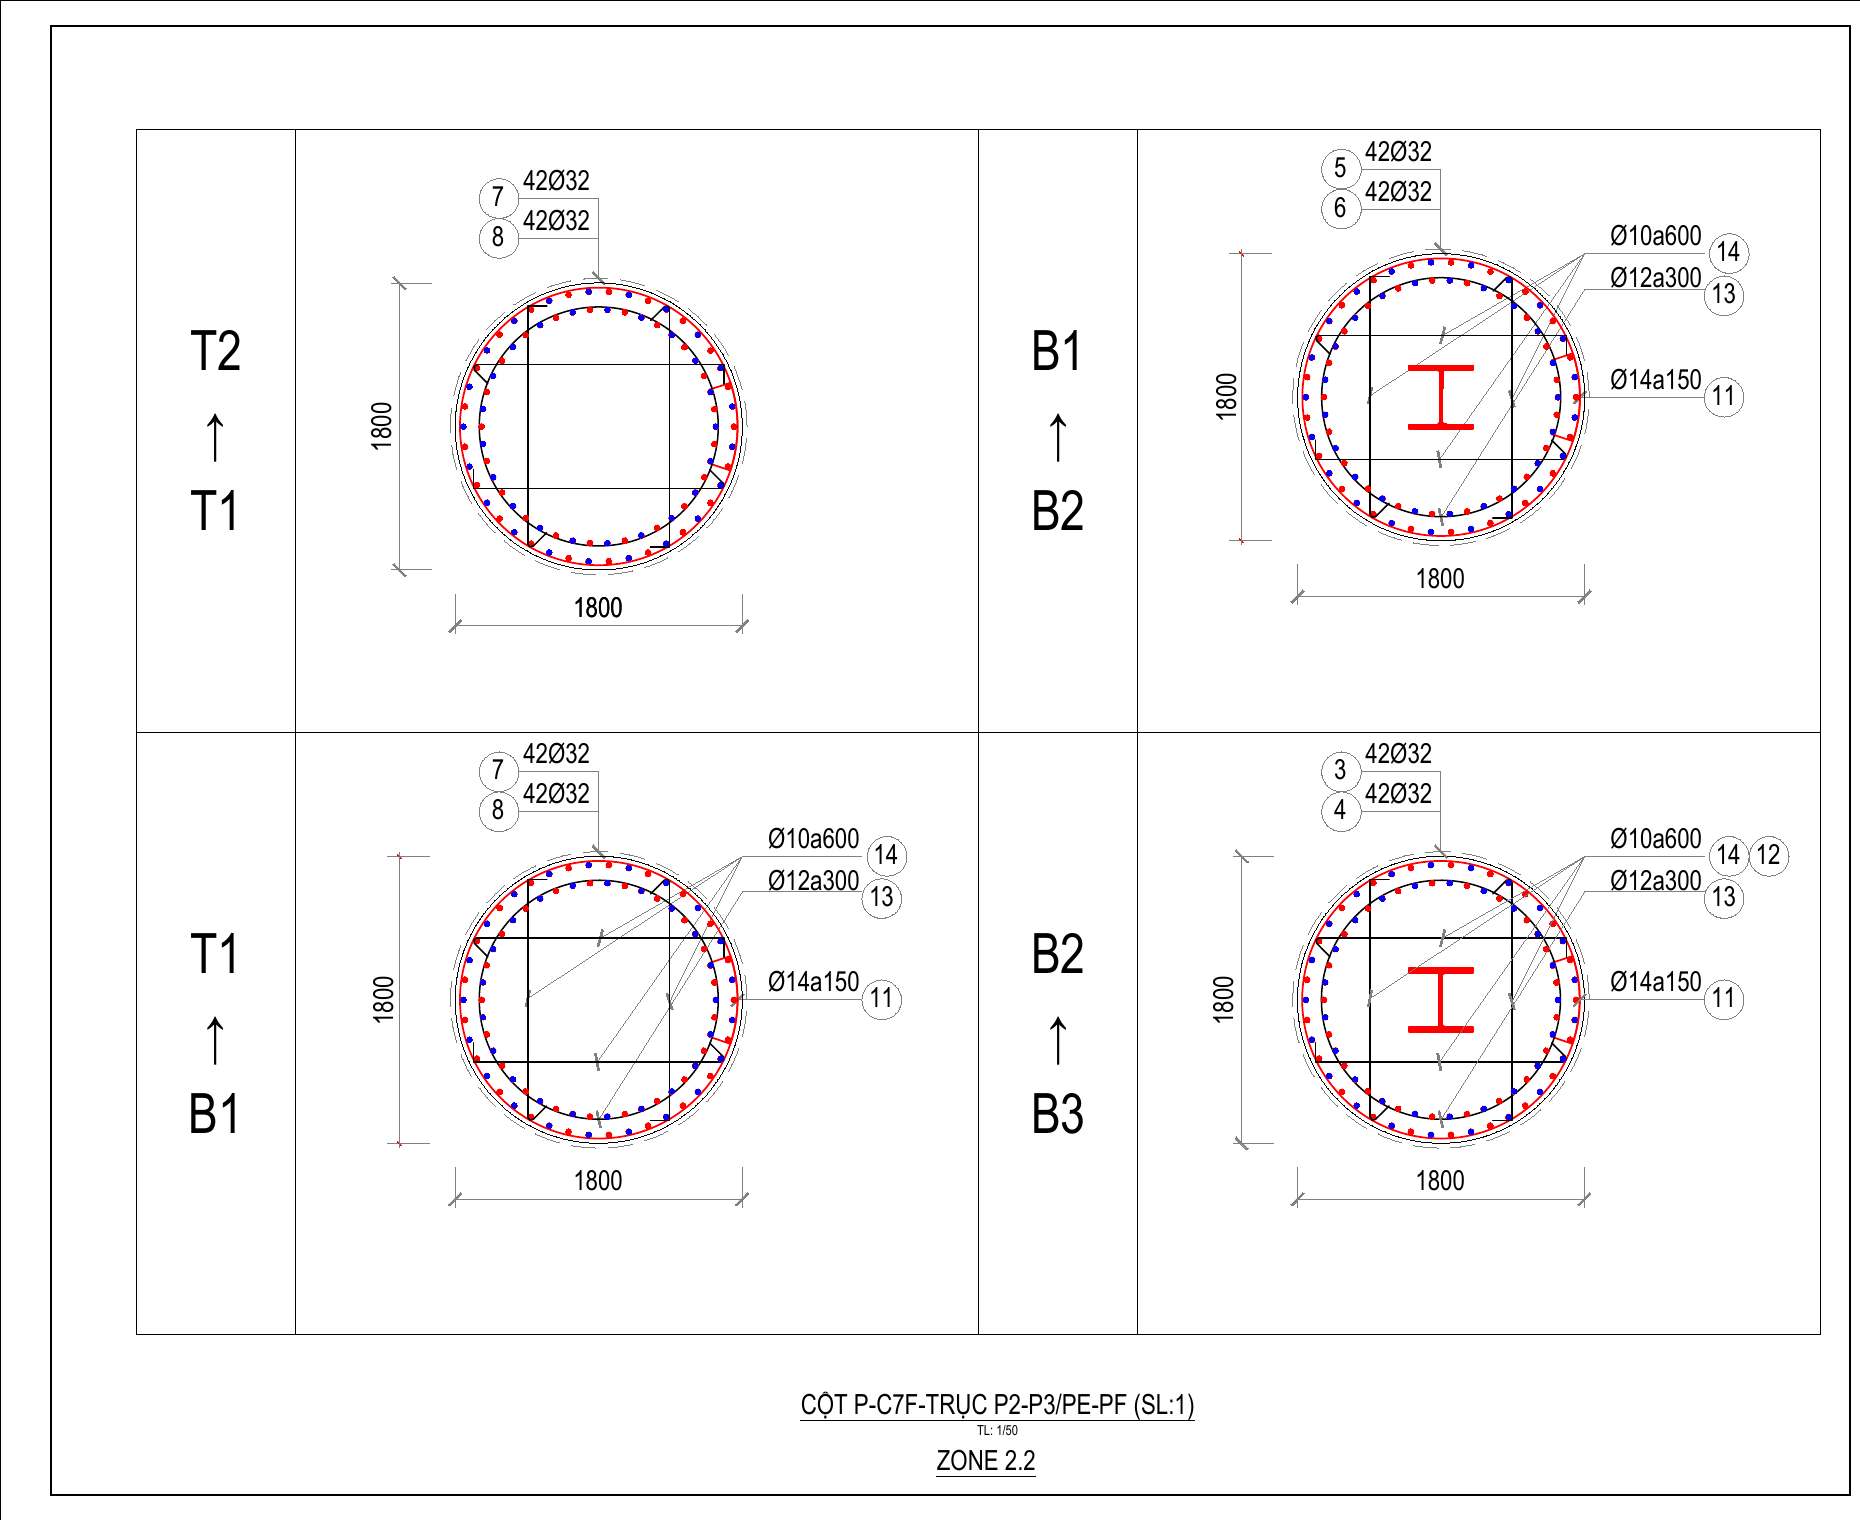 T2
↑
T1
7 42Ø32
8 42Ø32
1800
1800
B1
↑
B2
5 42Ø32
6 42Ø32
Ø10a600 14
Ø12a300 13
Ø14a150 11
1800
1800
T1
↑
B1
7 42Ø32
8 42Ø32
Ø10a600 14
Ø12a300 13
Ø14a150 11
1800
1800
B2
↑
B3
3 42Ø32
4 42Ø32
Ø10a600 14 12
Ø12a300 13
Ø14a150 11
1800
1800
CỘT P-C7F-TRỤC P2-P3/PE-PF (SL:1)
TL: 1/50
ZONE 2.2